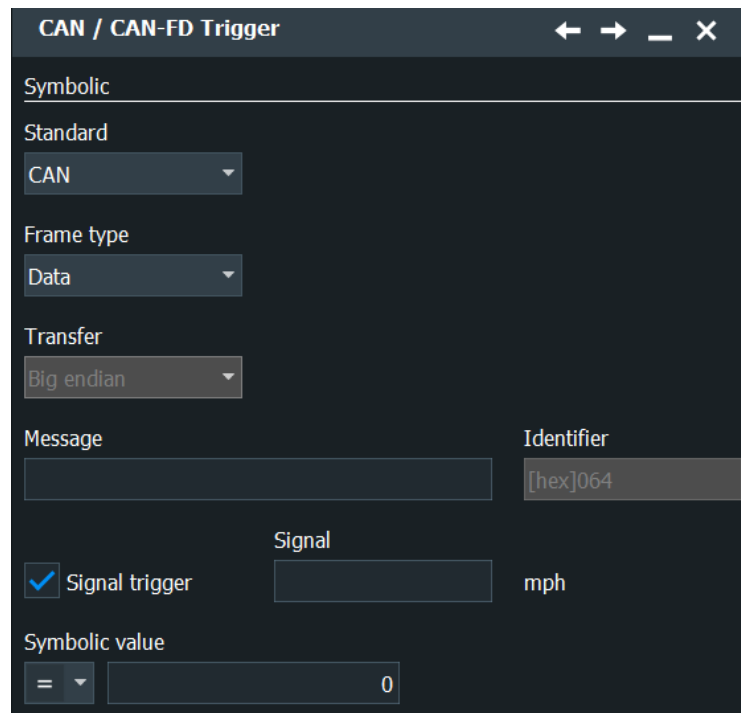 CAN / CAN-FD Trigger
Symbolic
Standard
CAN
Frame type
Data
Transfer
Big endian
Message Identifier
[hex]064
Signal
Signal trigger mph
Symbolic value
= 0